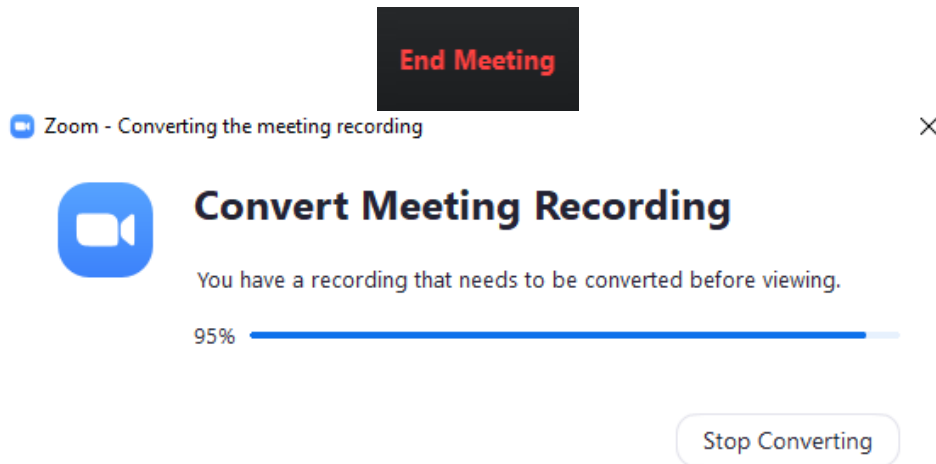 End Meeting
Zoom - Converting the meeting recording
Convert Meeting Recording
You have a recording that needs to be converted before viewing.
95%
Stop Converting